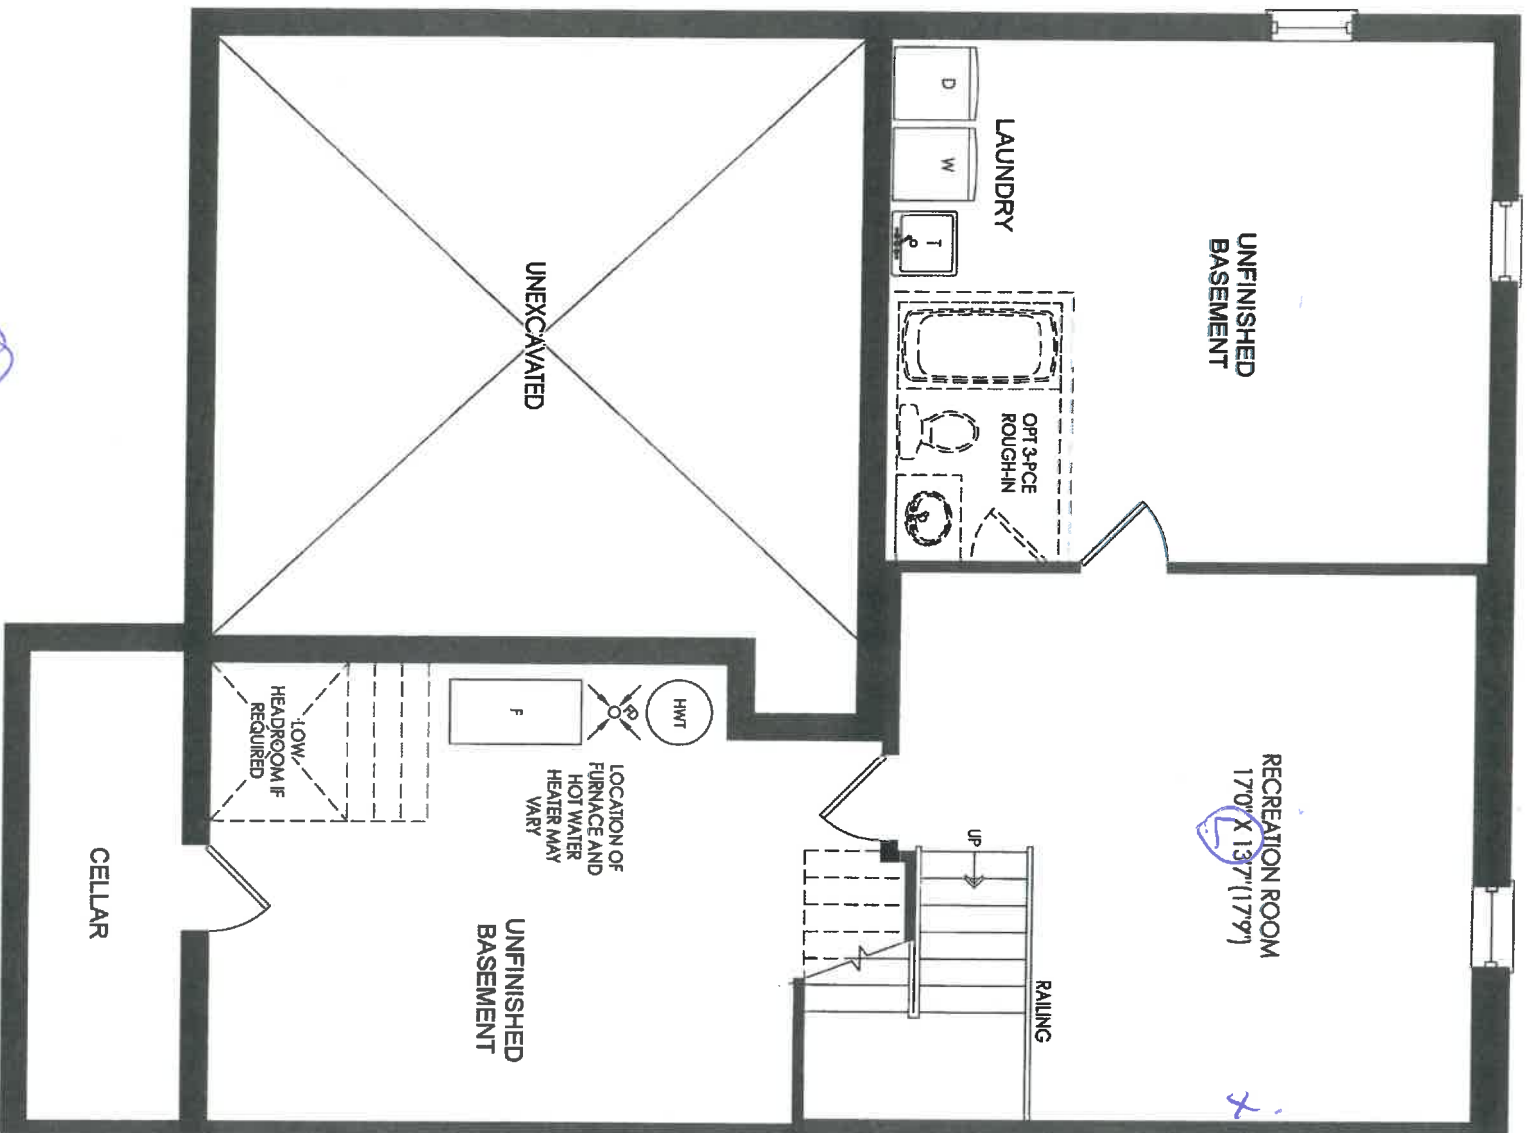 UNFINISHED
BASEMENT
LAUNDRY
D
W
T
OPT 3-PCE
ROUGH-IN
UNEXCAVATED
RECREATION ROOM
17'0" X 13'7" (17'9")
UP
RAILING
HWT
FD
F
LOCATION OF
FURNACE AND
HOT WATER
HEATER MAY
VARY
LOW
HEADROOM IF
REQUIRED
UNFINISHED
BASEMENT
CELLAR